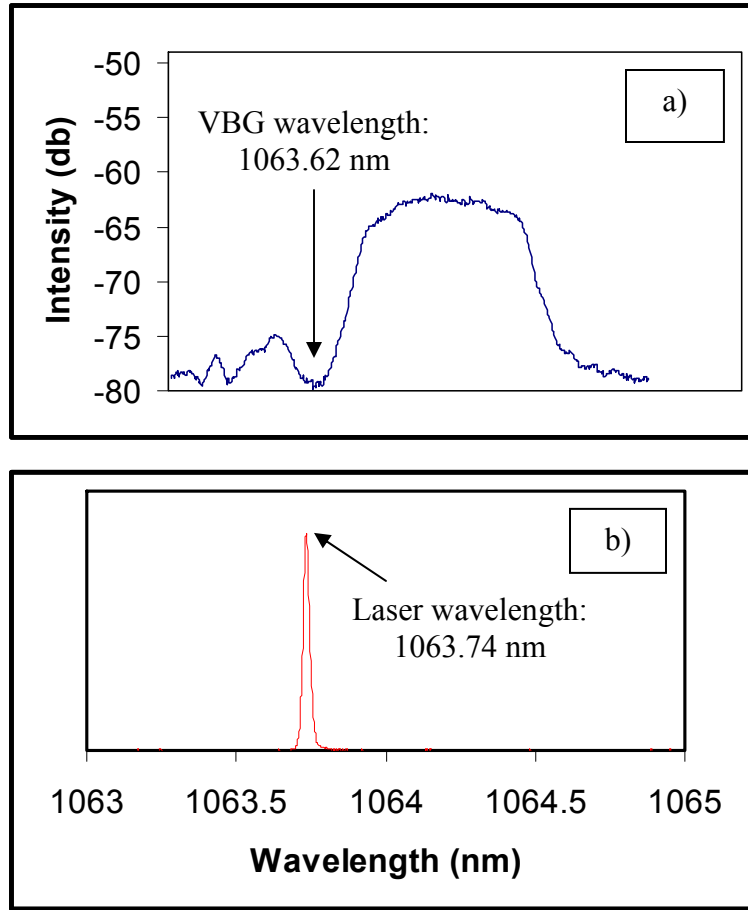 -50
-55
-60
-65
-70
-75
-80
Intensity (db)
a)
VBG wavelength:
1063.62 nm
b)
Laser wavelength:
1063.74 nm
1063 1063.5 1064 1064.5 1065
Wavelength (nm)